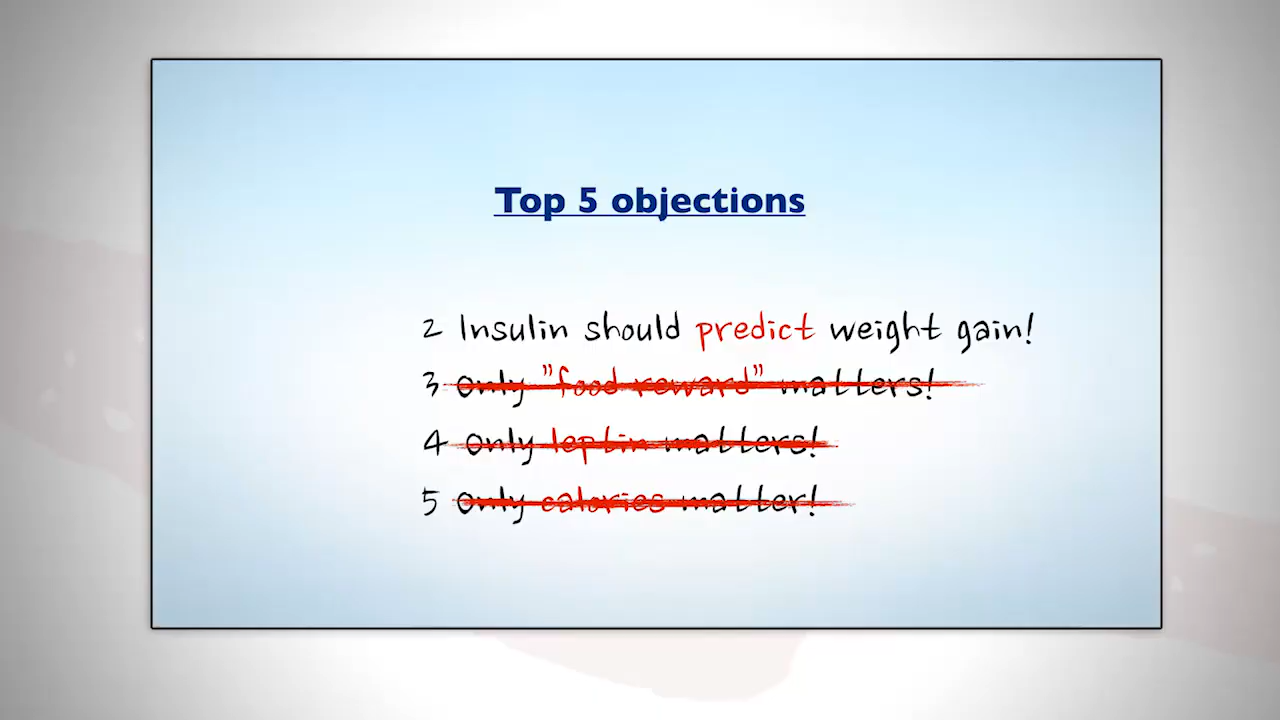 Top 5 objections
2 Insulin should predict weight gain!
3 Only "food reward" matters!
4 Only leptin matters!
5 Only calories matter!